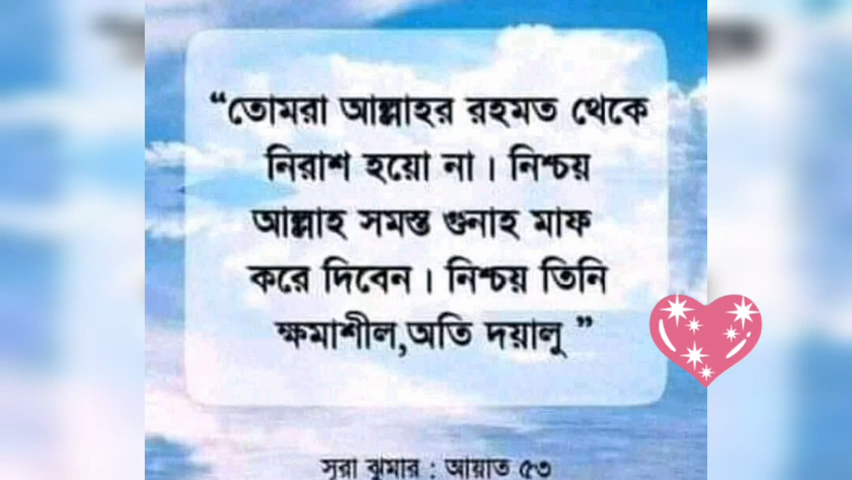 “তোমরা আল্লাহর রহমত থেকে
নিরাশ হয়ো না। নিশ্চয়
আল্লাহ সমস্ত গুনাহ মাফ
করে দিবেন। নিশ্চয় তিনি
ক্ষমাশীল,অতি দয়ালু ”
সূরা ঝুমার : আয়াত ৫৩